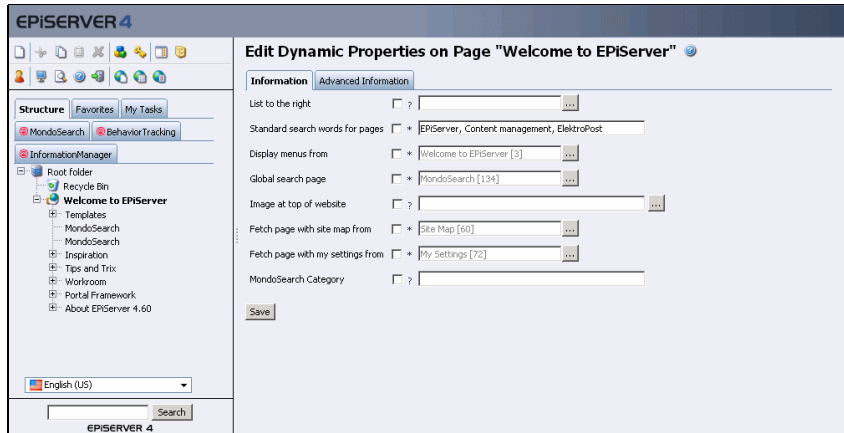 EPiSERVER 4
Structure Favorites My Tasks
MondoSearch BehaviorTracking
InformationManager
Root folder
Recycle Bin
Welcome to EPiServer
Templates
MondoSearch
MondoSearch
Inspiration
Tips and Trix
Workroom
Portal Framework
About EPiServer 4.60
English (US)
Search
EPiSERVER 4
Edit Dynamic Properties on Page "Welcome to EPiServer"
Information Advanced Information
List to the right ? ...
Standard search words for pages * EPiServer, Content management, ElektroPost
Display menus from * Welcome to EPiServer [3] ...
Global search page * MondoSearch [134] ...
Image at top of website ? ...
Fetch page with site map from * Site Map [60] ...
Fetch page with my settings from * My Settings [72] ...
MondoSearch Category ?
Save